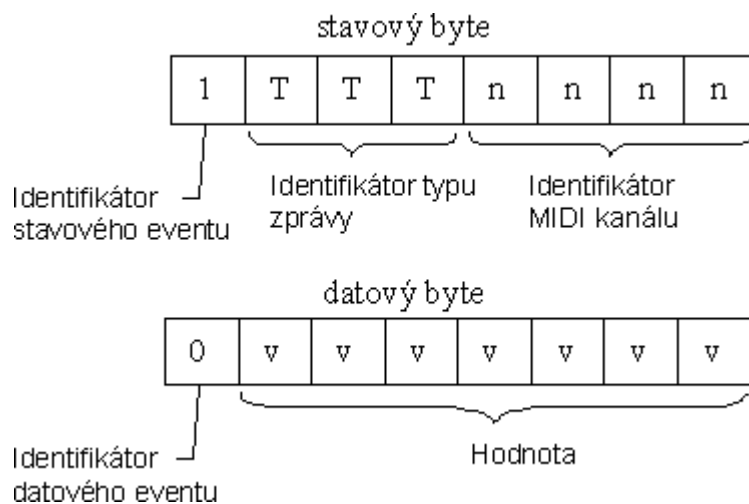 stavový byte
1 T T T n n n n
Identifikátor
stavového eventu
Identifikátor typu
zprávy
Identifikátor
MIDI kanálu
datový byte
0 v v v v v v v
Identifikátor
datového eventu
Hodnota